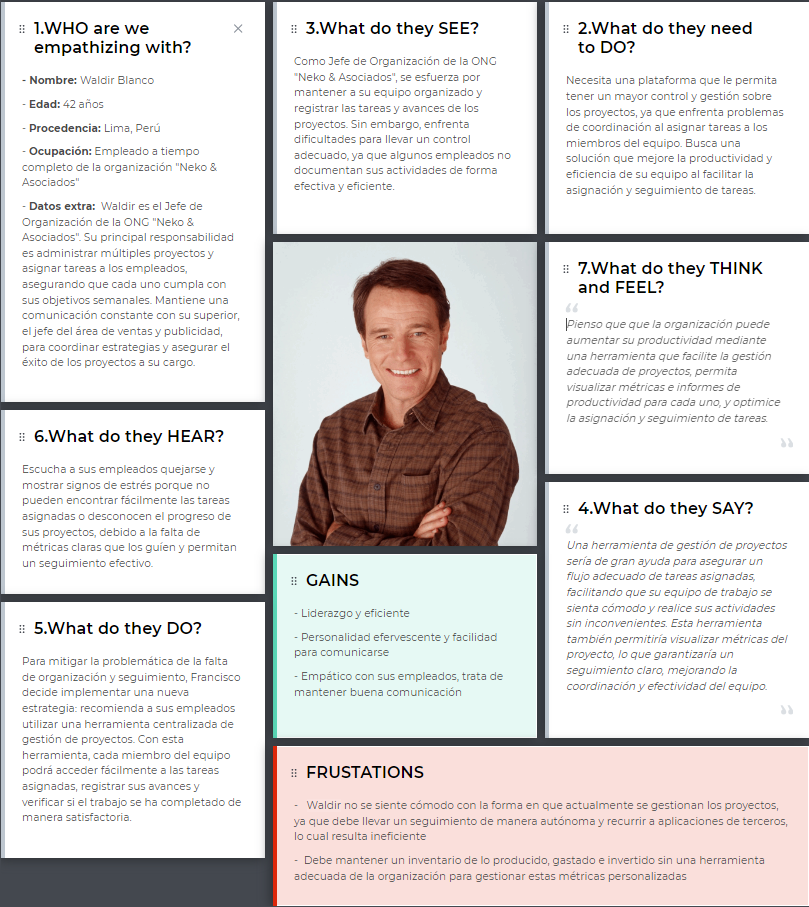 1.WHO are we
empathizing with?
- Nombre: Waldir Blanco
- Edad: 42 años
- Procedencia: Lima, Perú
- Ocupación: Empleado a tiempo
completo de la organización "Neko &
Asociados"
- Datos extra: Waldir es el Jefe de
Organización de la ONG "Neko &
Asociados". Su principal responsabilidad
es administrar múltiples proyectos y
asignar tareas a los empleados,
asegurando que cada uno cumpla con
sus objetivos semanales. Mantiene una
comunicación constante con su superior,
el jefe del área de ventas y publicidad,
para coordinar estrategias y asegurar el
éxito de los proyectos a su cargo.
3.What do they SEE?
Como Jefe de Organización de la ONG
"Neko & Asociados", se esfuerza por
mantener a su equipo organizado y
registrar las tareas y avances de los
proyectos. Sin embargo, enfrenta
dificultades para llevar un control
adecuado, ya que algunos empleados no
documentan sus actividades de forma
efectiva y eficiente.
2.What do they need
to DO?
Necesita una plataforma que le permita
tener un mayor control y gestión sobre
los proyectos, ya que enfrenta problemas
de coordinación al asignar tareas a los
miembros del equipo. Busca una
solución que mejore la productividad y
eficiencia de su equipo al facilitar la
asignación y seguimiento de tareas.
7.What do they THINK
and FEEL?
“
Pienso que que la organización puede
aumentar su productividad mediante
una herramienta que facilite la gestión
adecuada de proyectos, permita
visualizar métricas e informes de
productividad para cada uno, y optimice
la asignación y seguimiento de tareas.
”
6.What do they HEAR?
Escucha a sus empleados quejarse y
mostrar signos de estrés porque no
pueden encontrar fácilmente las tareas
asignadas o desconocen el progreso de
sus proyectos, debido a la falta de
métricas claras que los guíen y permitan
un seguimiento efectivo.
4.What do they SAY?
“
Una herramienta de gestión de proyectos
sería de gran ayuda para asegurar un
flujo adecuado de tareas asignadas,
facilitando que su equipo de trabajo se
sienta cómodo y realice sus actividades
sin inconvenientes. Esta herramienta
también permitiría visualizar métricas del
proyecto, lo que garantizaría un
seguimiento claro, mejorando la
coordinación y efectividad del equipo.
”
GAINS
- Liderazgo y eficiente
- Personalidad efervescente y facilidad
para comunicarse
- Empático con sus empleados, trata de
mantener buena comunicación
5.What do they DO?
Para mitigar la problemática de la falta
de organización y seguimiento, Francisco
decide implementar una nueva
estrategia: recomienda a sus empleados
utilizar una herramienta centralizada de
gestión de proyectos. Con esta
herramienta, cada miembro del equipo
podrá acceder fácilmente a las tareas
asignadas, registrar sus avances y
verificar si el trabajo se ha completado de
manera satisfactoria.
FRUSTATIONS
- Waldir no se siente cómodo con la forma en que actualmente se gestionan los proyectos,
ya que debe llevar un seguimiento de manera autónoma y recurrir a aplicaciones de terceros,
lo cual resulta ineficiente
- Debe mantener un inventario de lo producido, gastado e invertido sin una herramienta
adecuada de la organización para gestionar estas métricas personalizadas